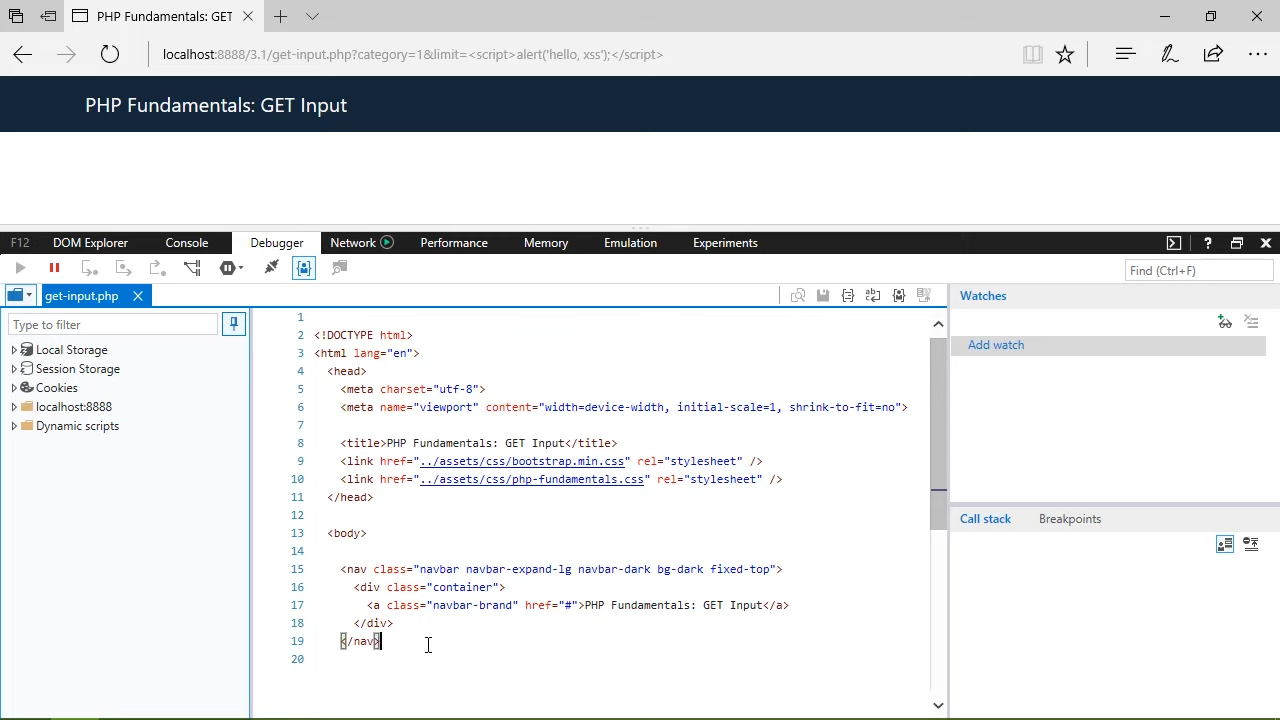 PHP Fundamentals: GET
localhost:8888/3.1/get-input.php?category=1&limit=<script>alert('hello, xss');</script>
PHP Fundamentals: GET Input
F12 DOM Explorer Console Debugger Network Performance Memory Emulation Experiments
Find (Ctrl+F)
get-input.php
Watches
Type to filter
Add watch
Local Storage
Session Storage
Cookies
localhost:8888
Dynamic scripts
1
2 <!DOCTYPE html>
3 <html lang="en">
4 <head>
5 <meta charset="utf-8">
6 <meta name="viewport" content="width=device-width, initial-scale=1, shrink-to-fit=no">
7
8 <title>PHP Fundamentals: GET Input</title>
9 <link href="../assets/css/bootstrap.min.css" rel="stylesheet" />
10 <link href="../assets/css/php-fundamentals.css" rel="stylesheet" />
11 </head>
12
13 <body>
14
15 <nav class="navbar navbar-expand-lg navbar-dark bg-dark fixed-top">
16 <div class="container">
17 <a class="navbar-brand" href="#">PHP Fundamentals: GET Input</a>
18 </div>
19 </nav>
20
Call stack Breakpoints